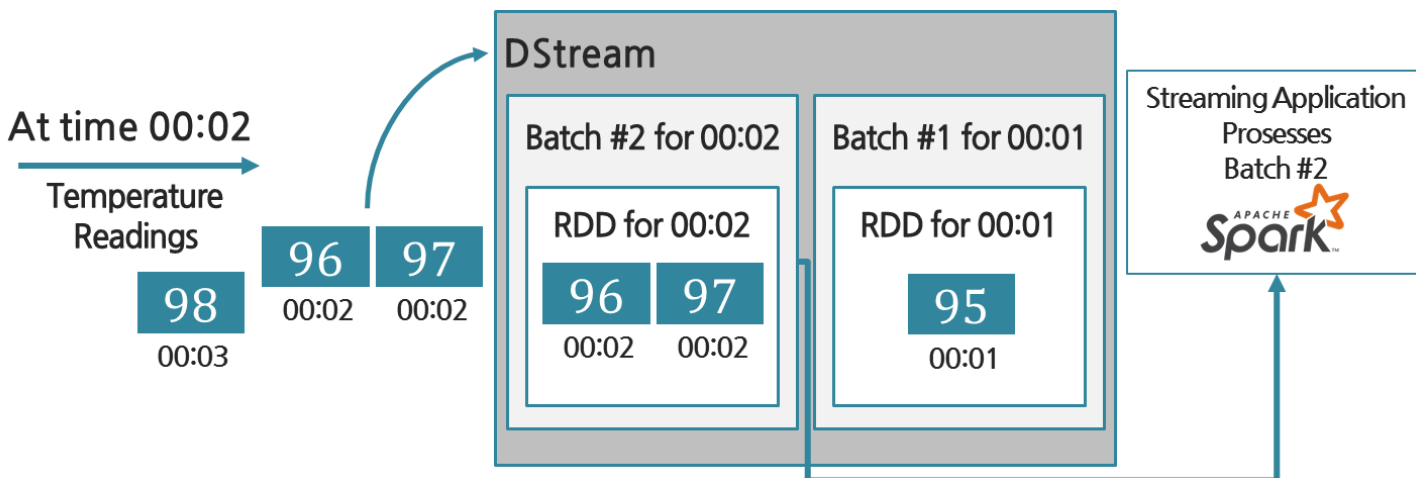 DStream
At time 00:02
Temperature
Readings
98
00:03
96
00:02
97
00:02
Batch #2 for 00:02
RDD for 00:02
96
00:02
97
00:02
Batch #1 for 00:01
RDD for 00:01
95
00:01
Streaming Application
Prosesses
Batch #2
APACHE
Spark
TM